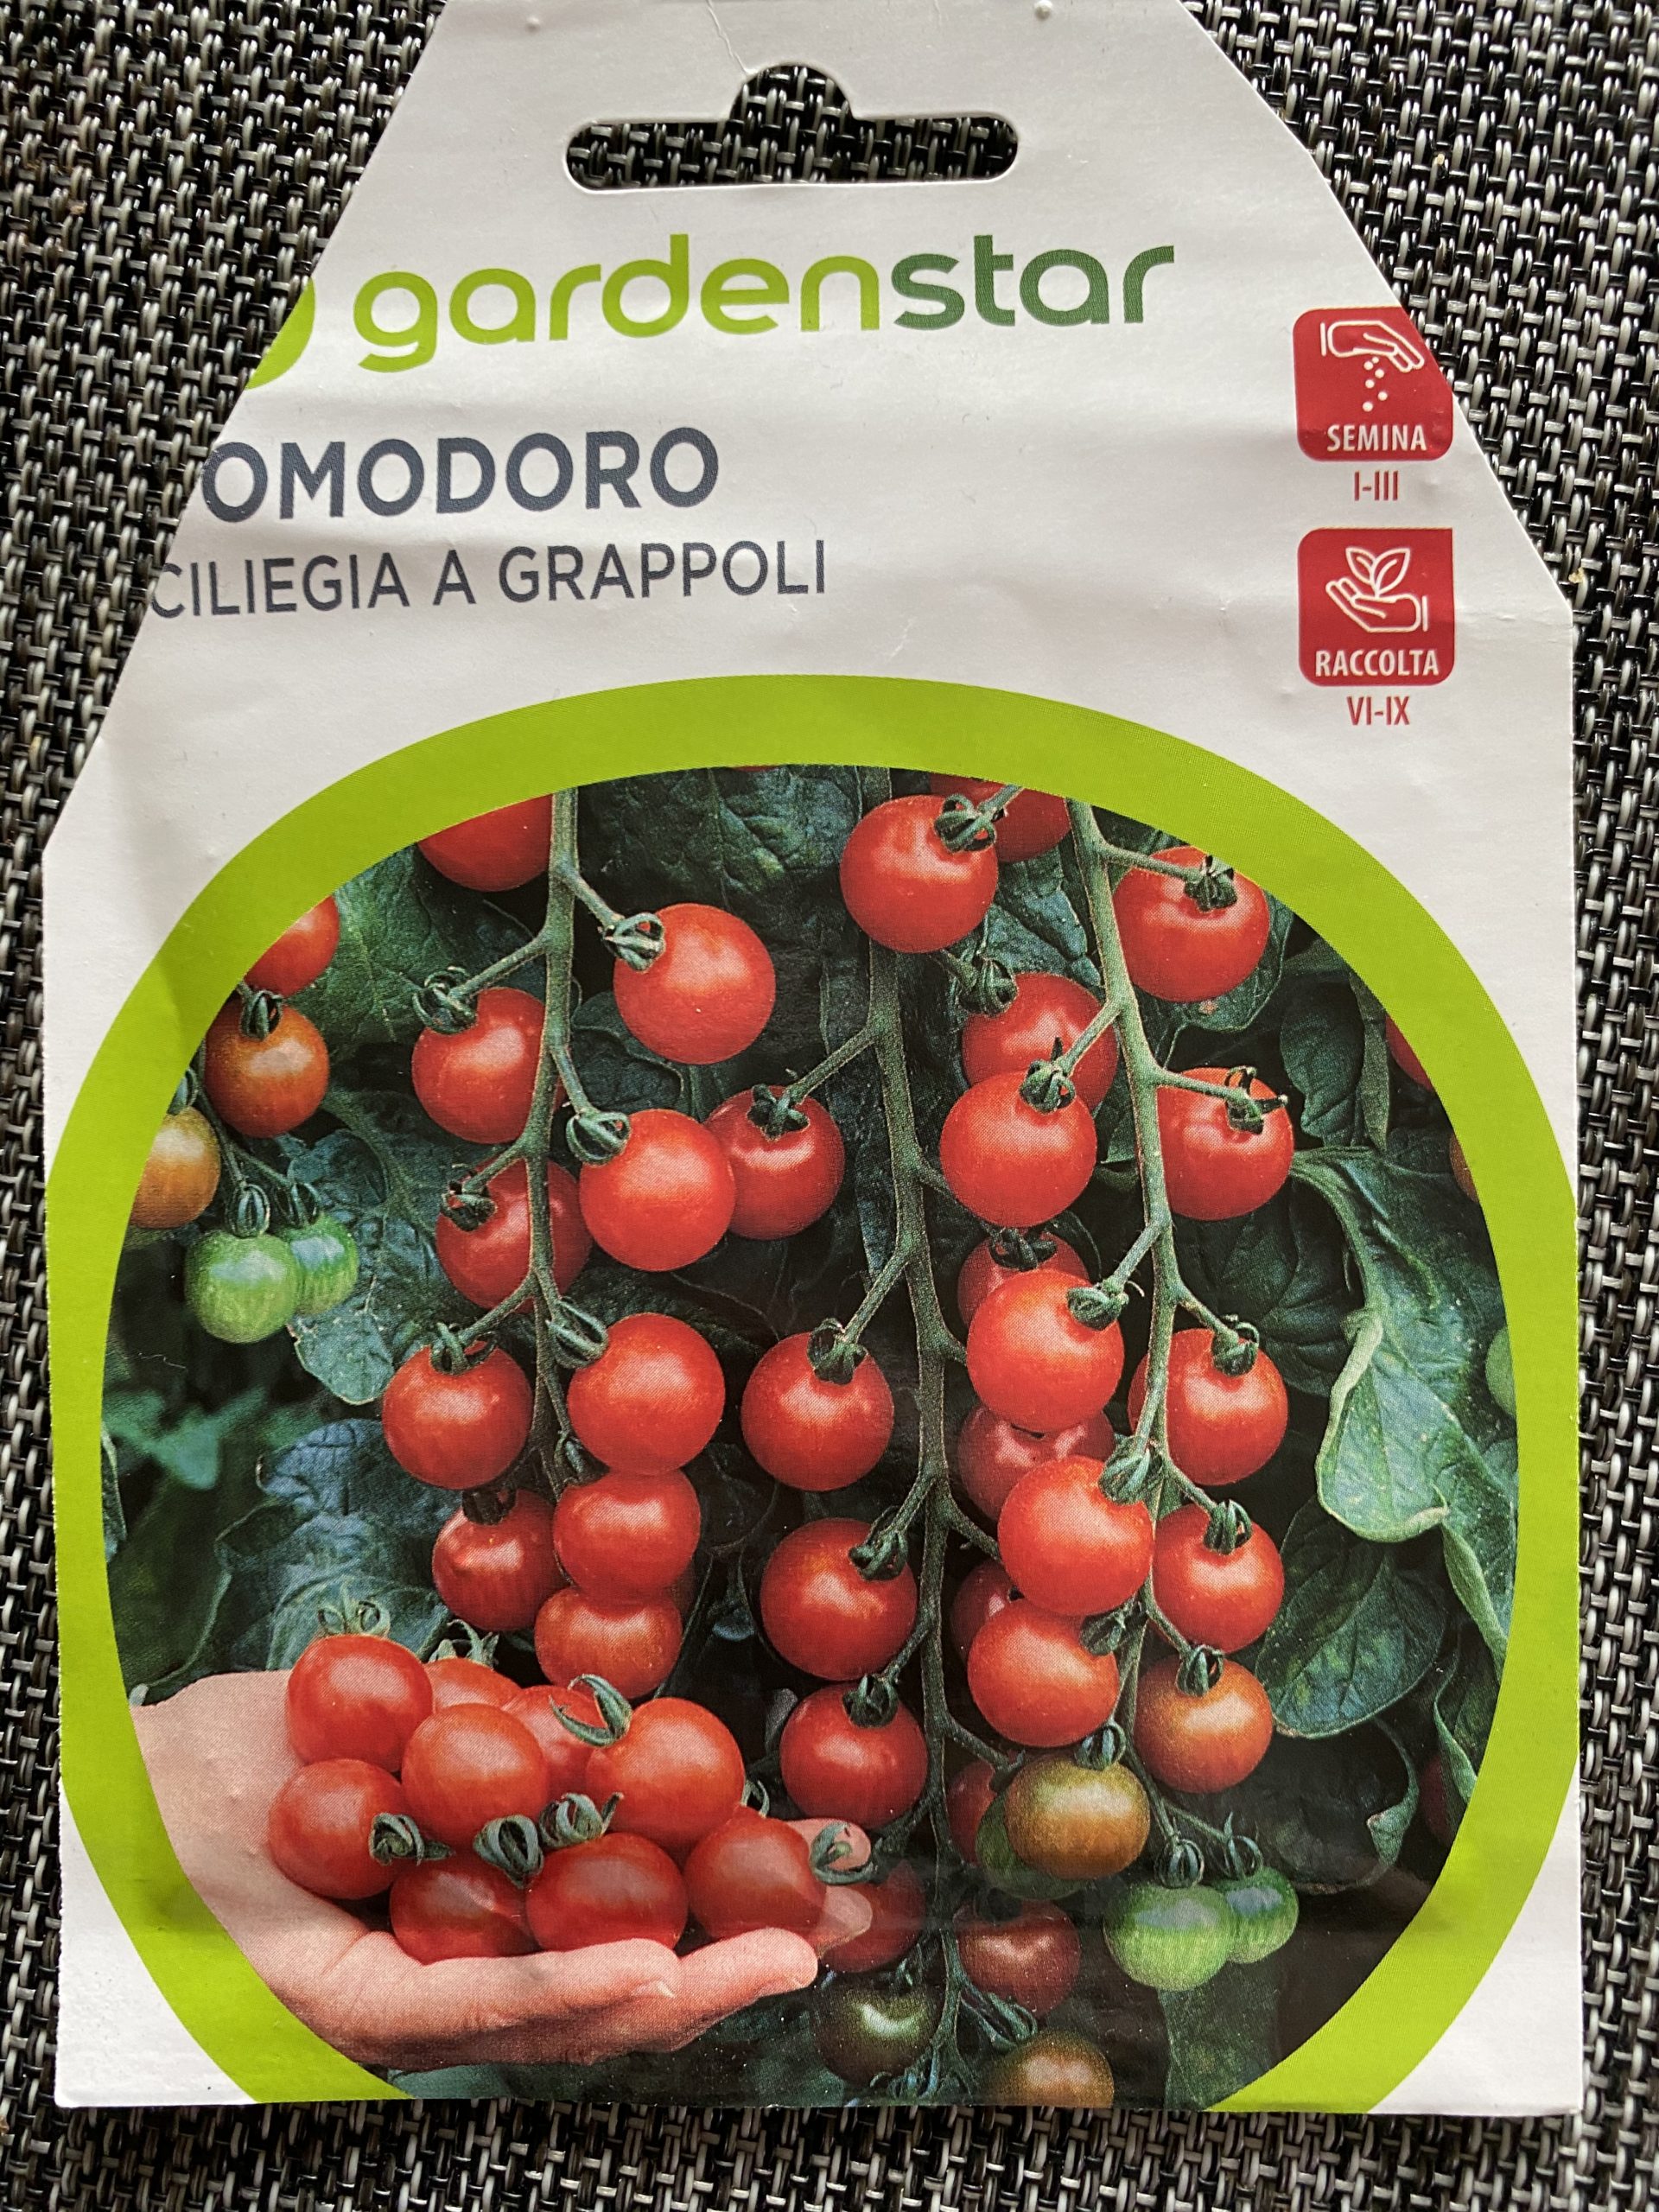 gardenstar
OMODORO
CILIEGIA A GRAPPOLI
SEMINA
I-III
RACCOLTA
VI-IX